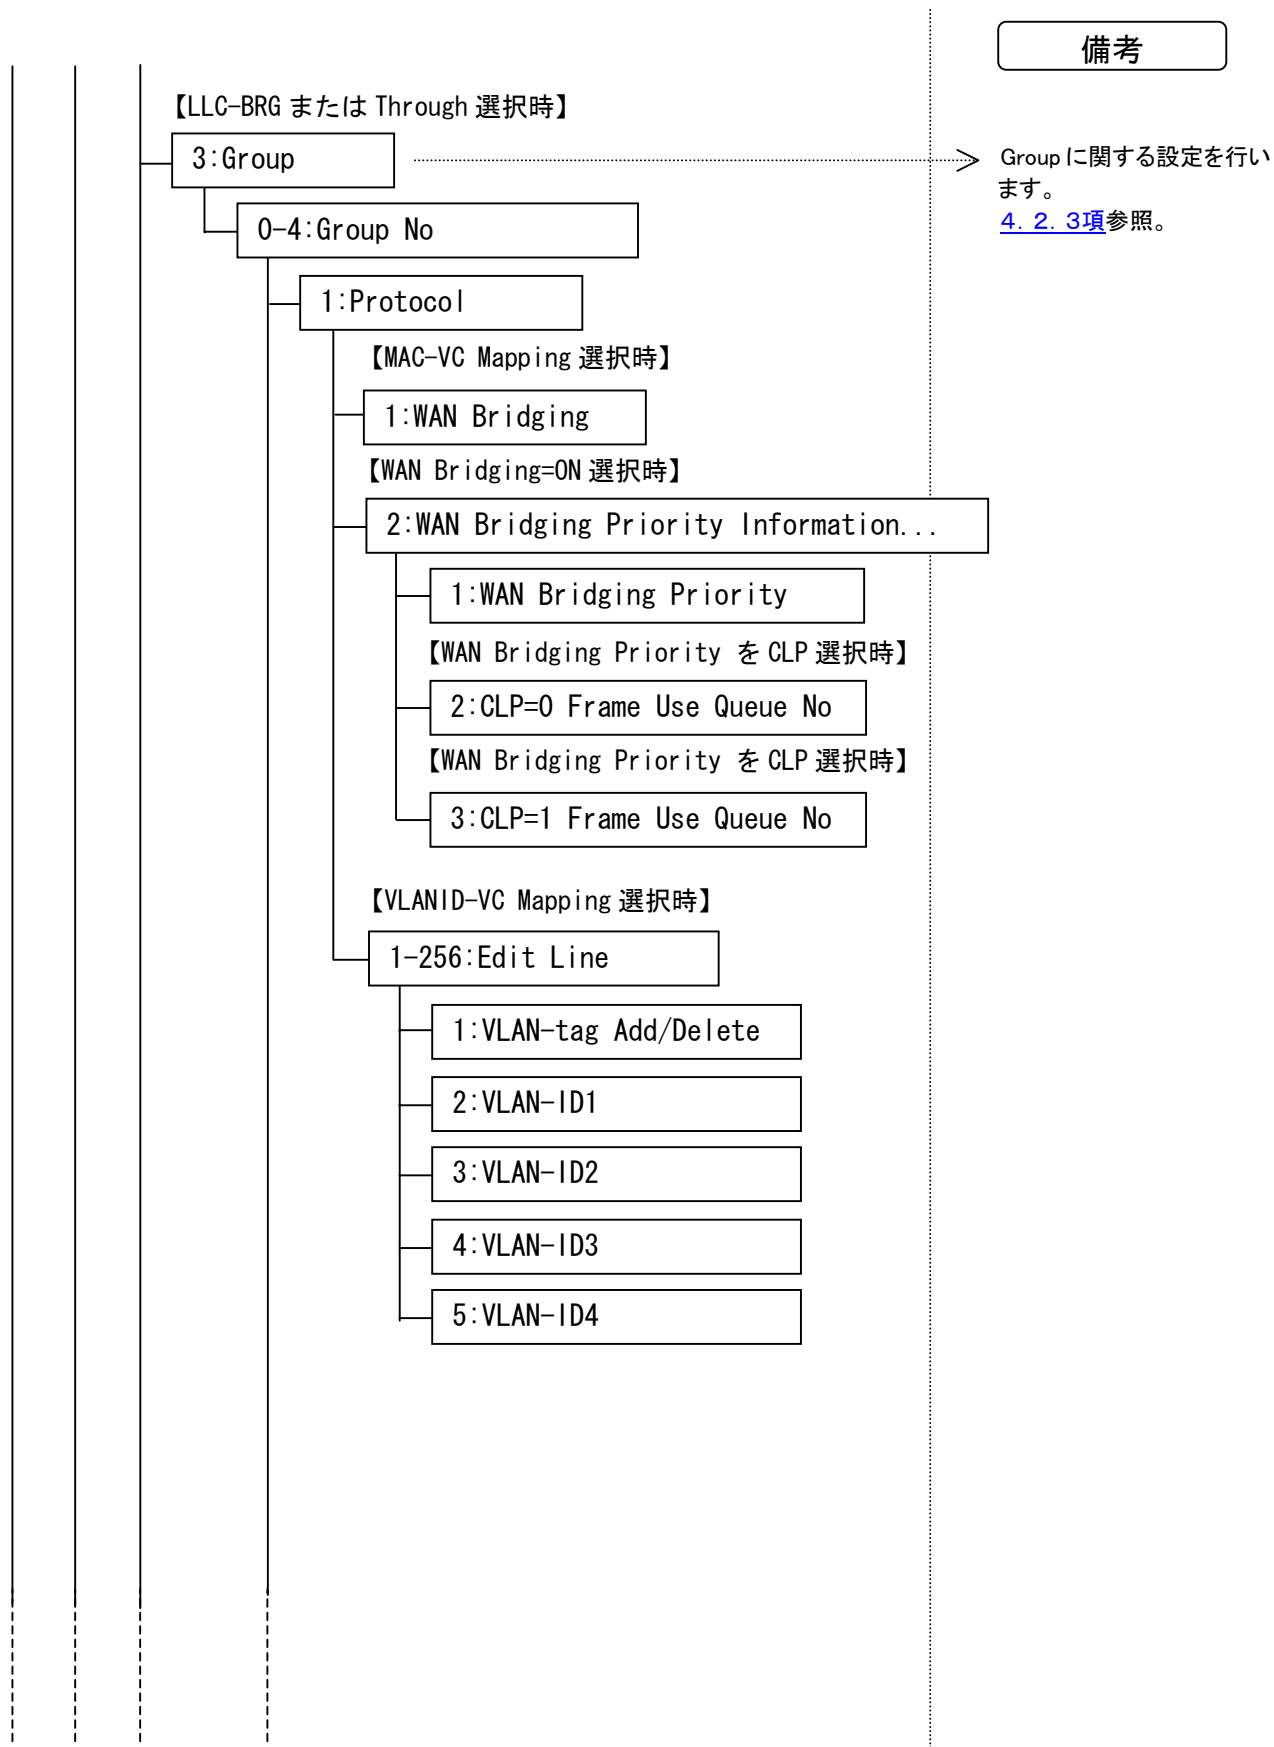 備考
【LLC-BRG または Through 選択時】
3:Group
Group に関する設定を行い
ます。
4．2．3項参照。
0-4:Group No
1:Protocol
【MAC-VC Mapping 選択時】
1:WAN Bridging
【WAN Bridging=ON 選択時】
2:WAN Bridging Priority Information...
1:WAN Bridging Priority
【WAN Bridging Priority を CLP 選択時】
2:CLP=0 Frame Use Queue No
【WAN Bridging Priority を CLP 選択時】
3:CLP=1 Frame Use Queue No
【VLANID-VC Mapping 選択時】
1-256:Edit Line
1:VLAN-tag Add/Delete
2:VLAN-ID1
3:VLAN-ID2
4:VLAN-ID3
5:VLAN-ID4